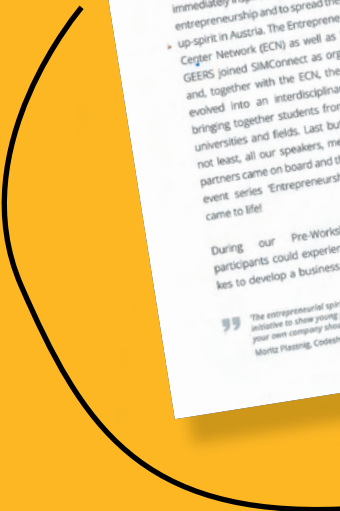 immediately
entrepreneurship and to spread the
up-spirit in Austria. The Entreprene
Center Network (ECN) as well as
GEERS joined SIMConnect as org
and, together with the ECN, the
evolved into an interdisciplina
bringing together students from
universities and fields. Last but
not least, all our speakers, me
partners came on board and th
event series 'Entrepreneursh
came to life!
During our Pre-Works
participants could experien
kes to develop a business
"The entrepreneurial spir
initiative to show young
your own company shou
Moritz Plassnig, Codesh